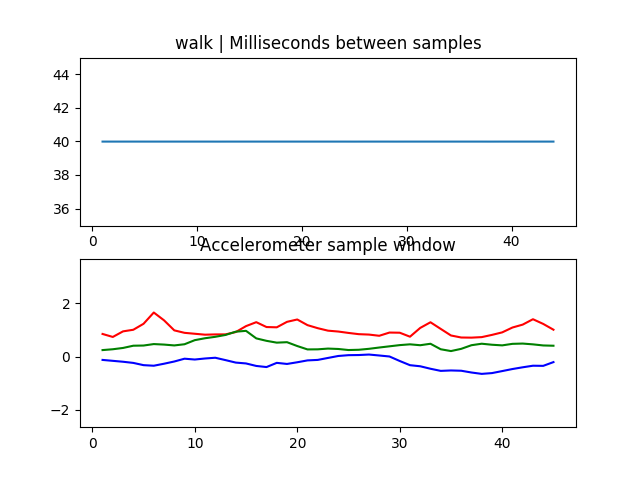 walk | Milliseconds between samples
44
42
40
38
36
0 10 20 30 40
Accelerometer sample window
2
0
−2
0 10 20 30 40